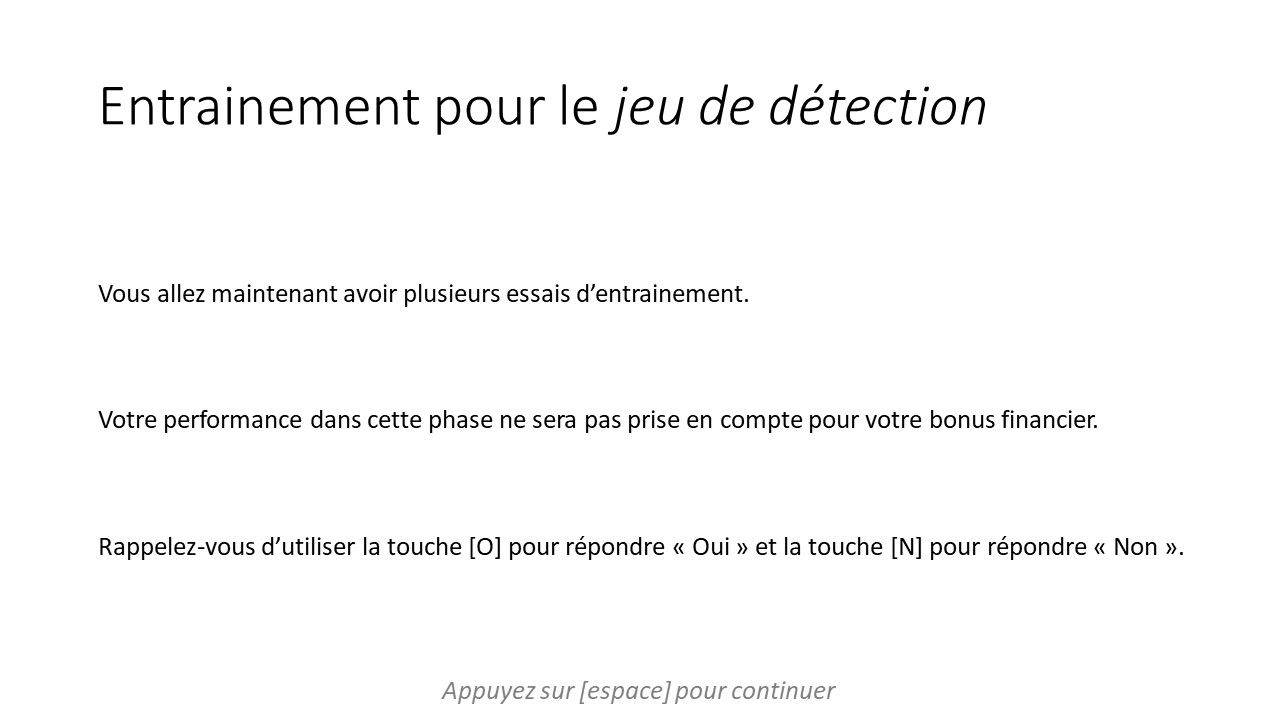 Entrainement pour le jeu de détection
Vous allez maintenant avoir plusieurs essais d’entrainement.
Votre performance dans cette phase ne sera pas prise en compte pour votre bonus financier.
Rappelez-vous d’utiliser la touche [O] pour répondre « Oui » et la touche [N] pour répondre « Non ».
Appuyez sur [espace] pour continuer